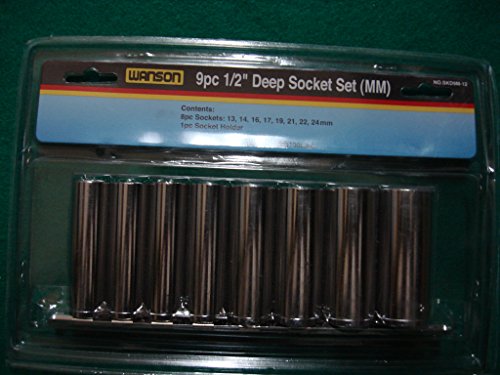 WANSON
9pc 1/2" Deep Socket Set (MM)
Contents:
8pc Sockets: 13, 14, 16, 17, 19, 21, 22, 24mm
1pc Socket Holder